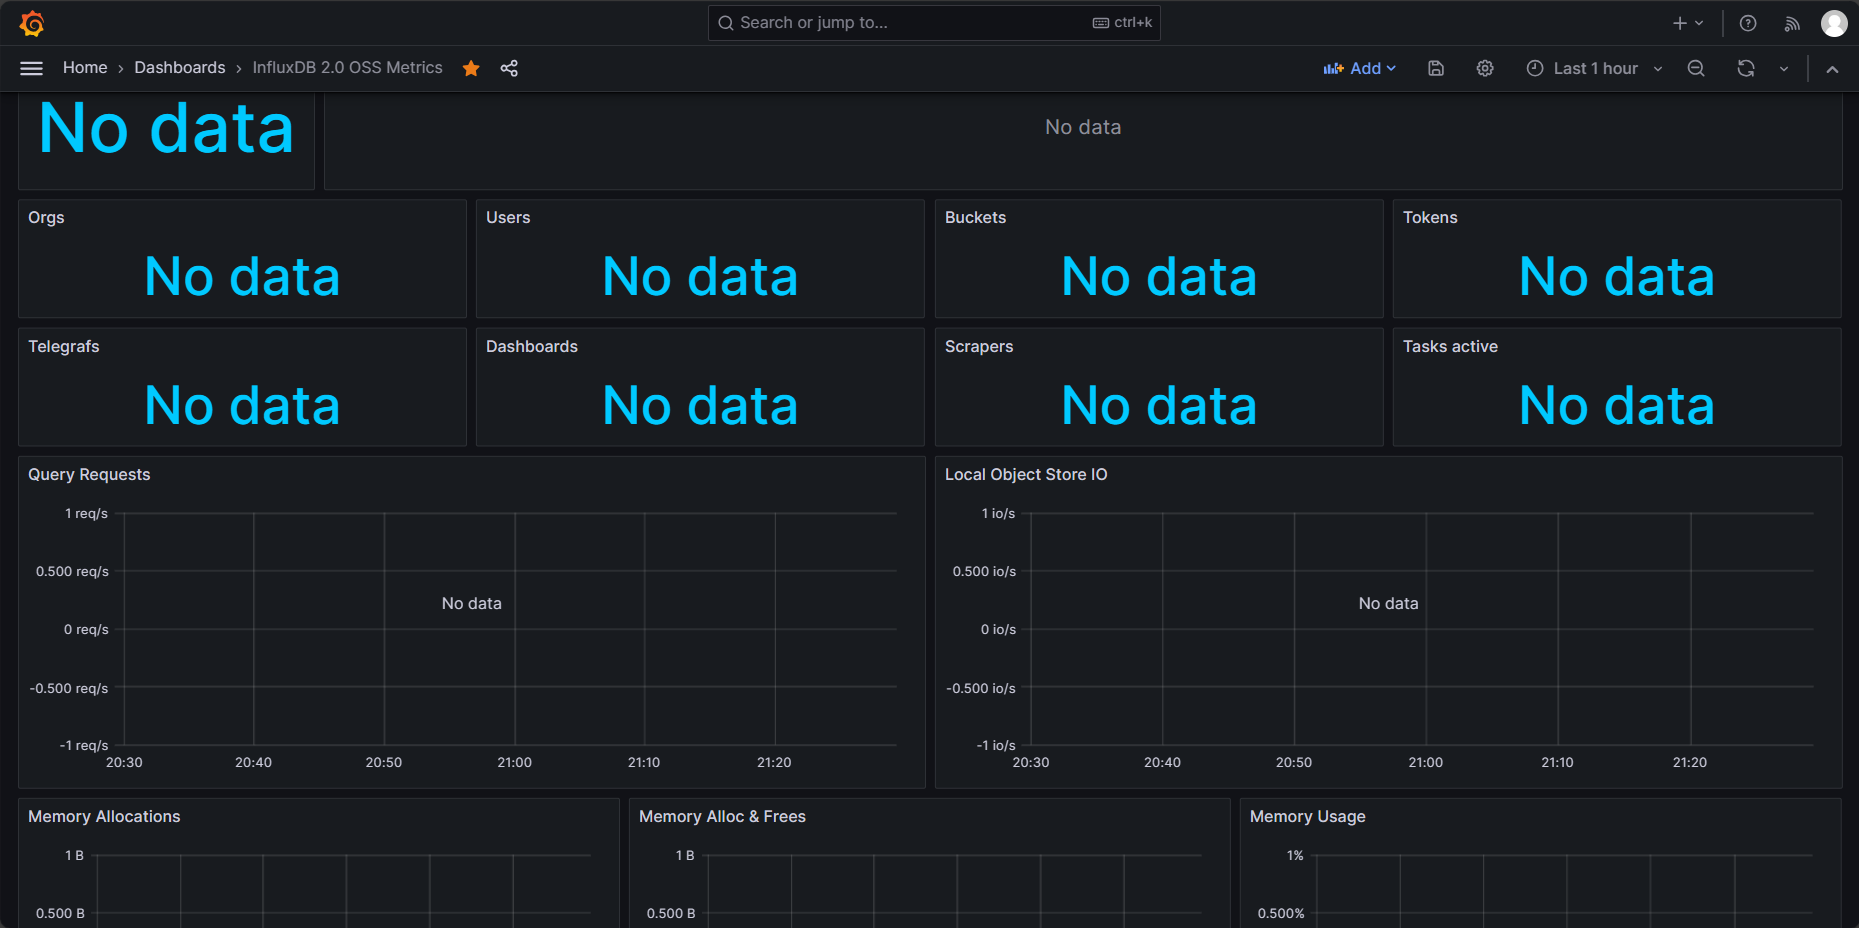 Search or jump to...
ctrl+k
Home › Dashboards › InfluxDB 2.0 OSS Metrics
Add
Last 1 hour
No data
No data
Orgs
No data
Users
No data
Buckets
No data
Tokens
No data
Telegrafs
No data
Dashboards
No data
Scrapers
No data
Tasks active
No data
Query Requests
1 req/s
0.500 req/s
0 req/s
-0.500 req/s
-1 req/s
No data
20:30 20:40 20:50 21:00 21:10 21:20
Local Object Store IO
1 io/s
0.500 io/s
0 io/s
-0.500 io/s
-1 io/s
No data
20:30 20:40 20:50 21:00 21:10 21:20
Memory Allocations
1 B
0.500 B
Memory Alloc & Frees
1 B
0.500 B
Memory Usage
1%
0.500%